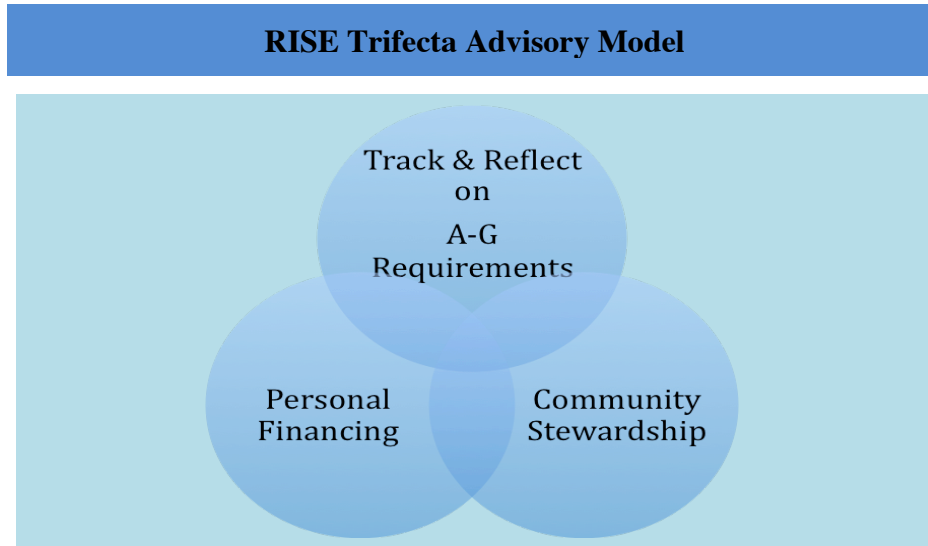 RISE Trifecta Advisory Model
Track & Reflect
on
A-G
Requirements
Personal
Financing
Community
Stewardship